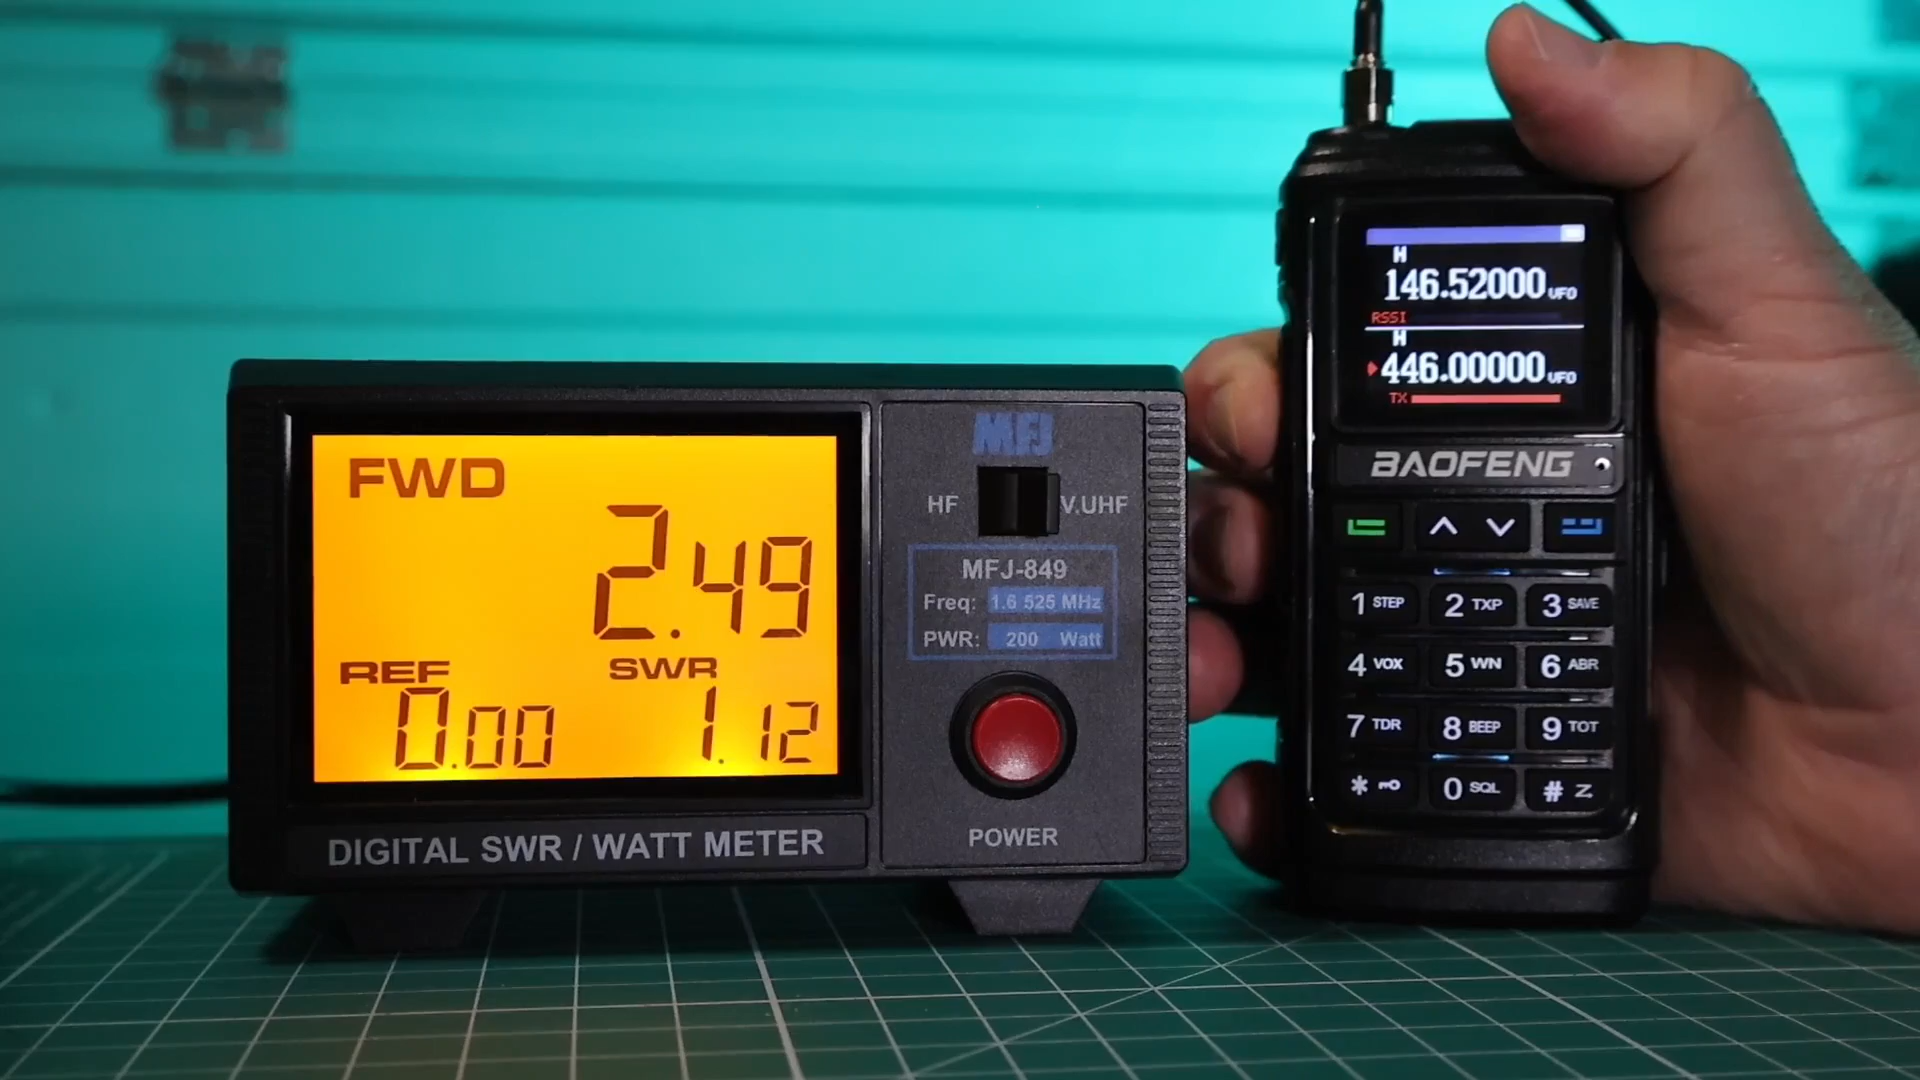 FWD
2.49
REF SWR
0.00 1.12
DIGITAL SWR / WATT METER
MFJ
HF V.UHF
MFJ-849
Freq: 1.6 525 MHz
PWR: 200 Watt
POWER
H
146.52000 VFO
RSSI
H
446.00000 VFO
TX
BAOFENG
1 STEP 2 TXP 3 SAVE
4 VOX 5 WN 6 ABR
7 TDR 8 BEEP 9 TOT
* 0 SQL #